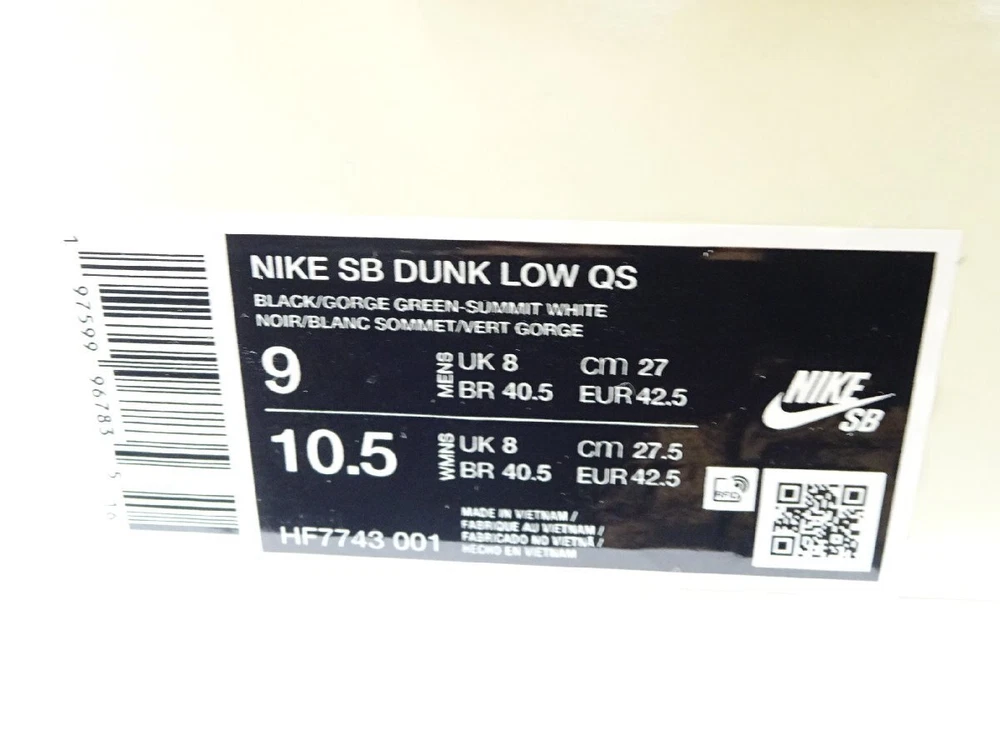 NIKE SB DUNK LOW QS
BLACK/GORGE GREEN-SUMMIT WHITE
NOIR/BLANC SOMMET/VERT GORGE
9
MENS
UK 8 cm 27
BR 40.5 EUR 42.5
10.5
WMNS
UK 8 cm 27.5
BR 40.5 EUR 42.5
NIKE
SB
RFID
HF7743 001
MADE IN VIETNAM /
FABRIQUE AU VIETNAM /
FABRICADO NO VIETNÃ /
HECHO EN VIETNAM
1 97599 96783 5